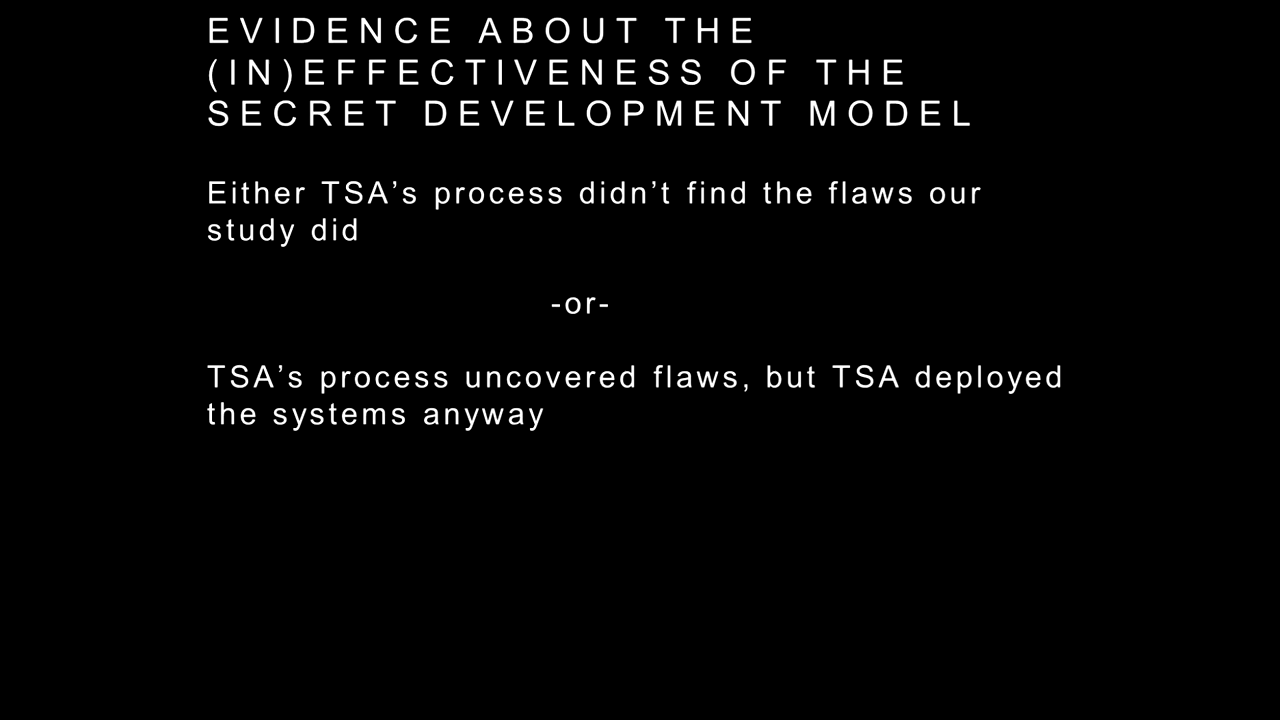 EVIDENCE ABOUT THE
(IN)EFFECTIVENESS OF THE
SECRET DEVELOPMENT MODEL
Either TSA’s process didn’t find the flaws our
study did
-or-
TSA’s process uncovered flaws, but TSA deployed
the systems anyway